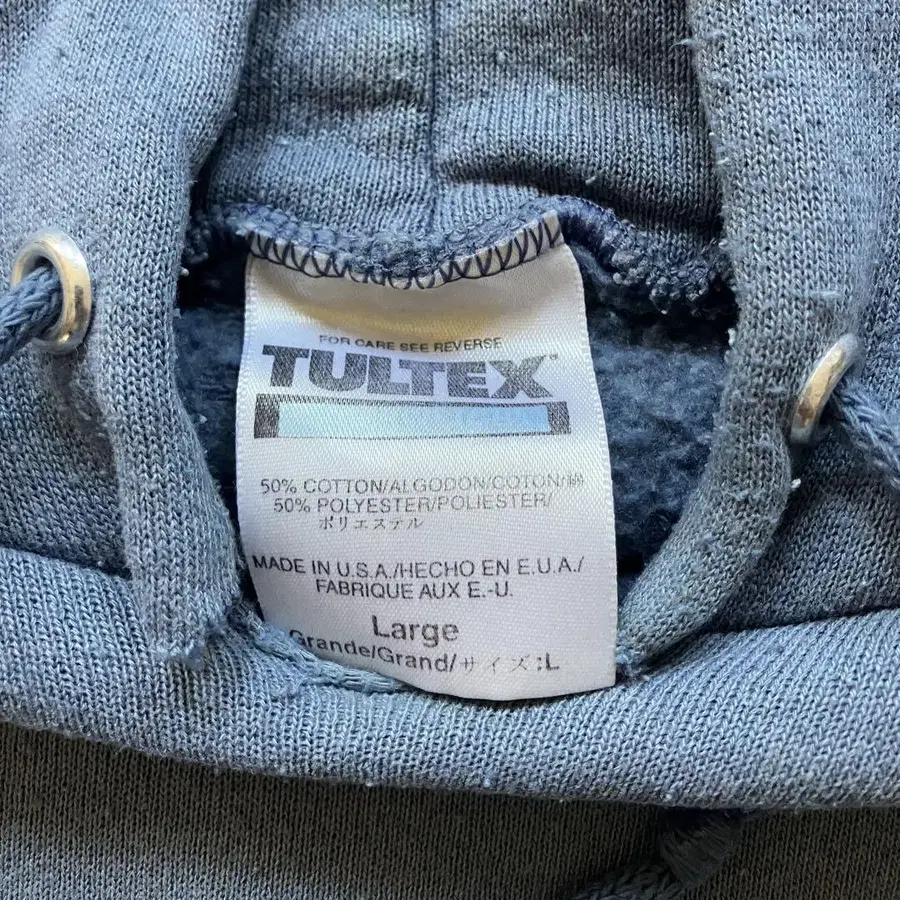 FOR CARE SEE REVERSE
TULTEX
50% COTTON/ALGODON/COTON/綿
50% POLYESTER/POLIESTER/
ポリエステル
MADE IN U.S.A./HECHO EN E.U.A./
FABRIQUE AUX E.-U.
Large
Grande/Grand/サイズ:L